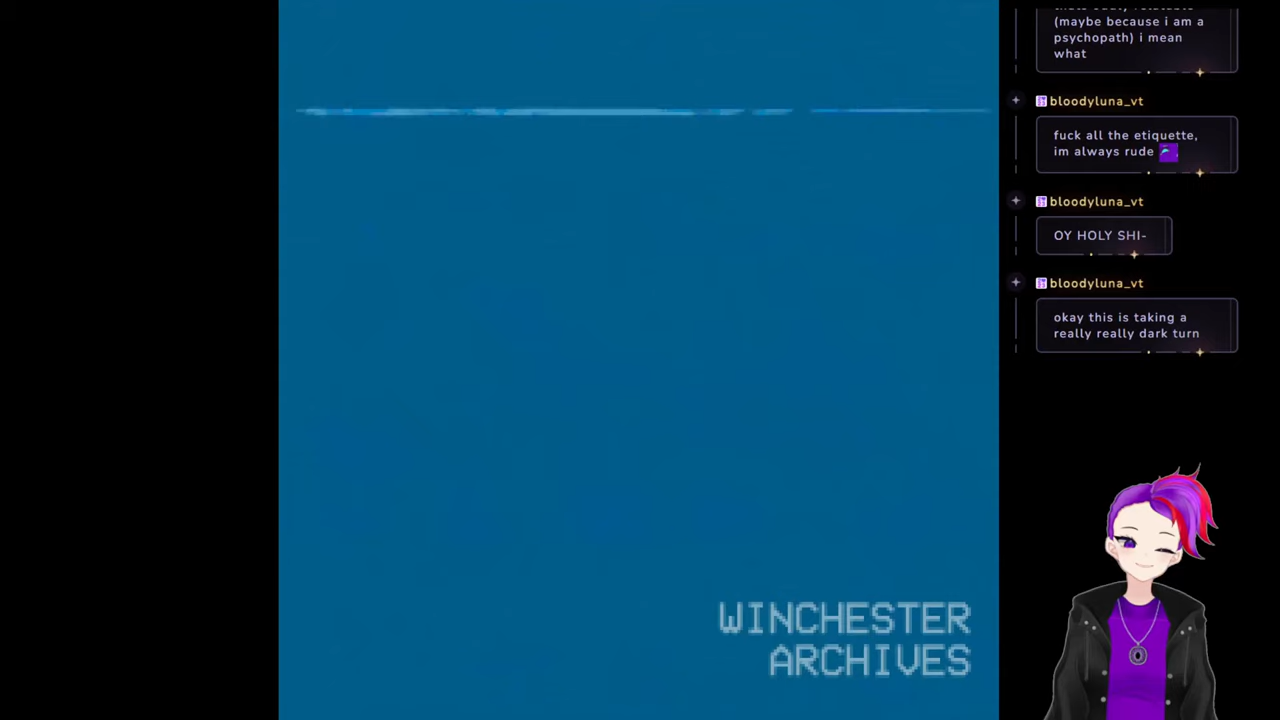 (maybe because i am a
psychopath) i mean
what
bloodyluna_vt
fuck all the etiquette,
im always rude
bloodyluna_vt
OY HOLY SHI-
bloodyluna_vt
okay this is taking a
really really dark turn
WINCHESTER
ARCHIVES